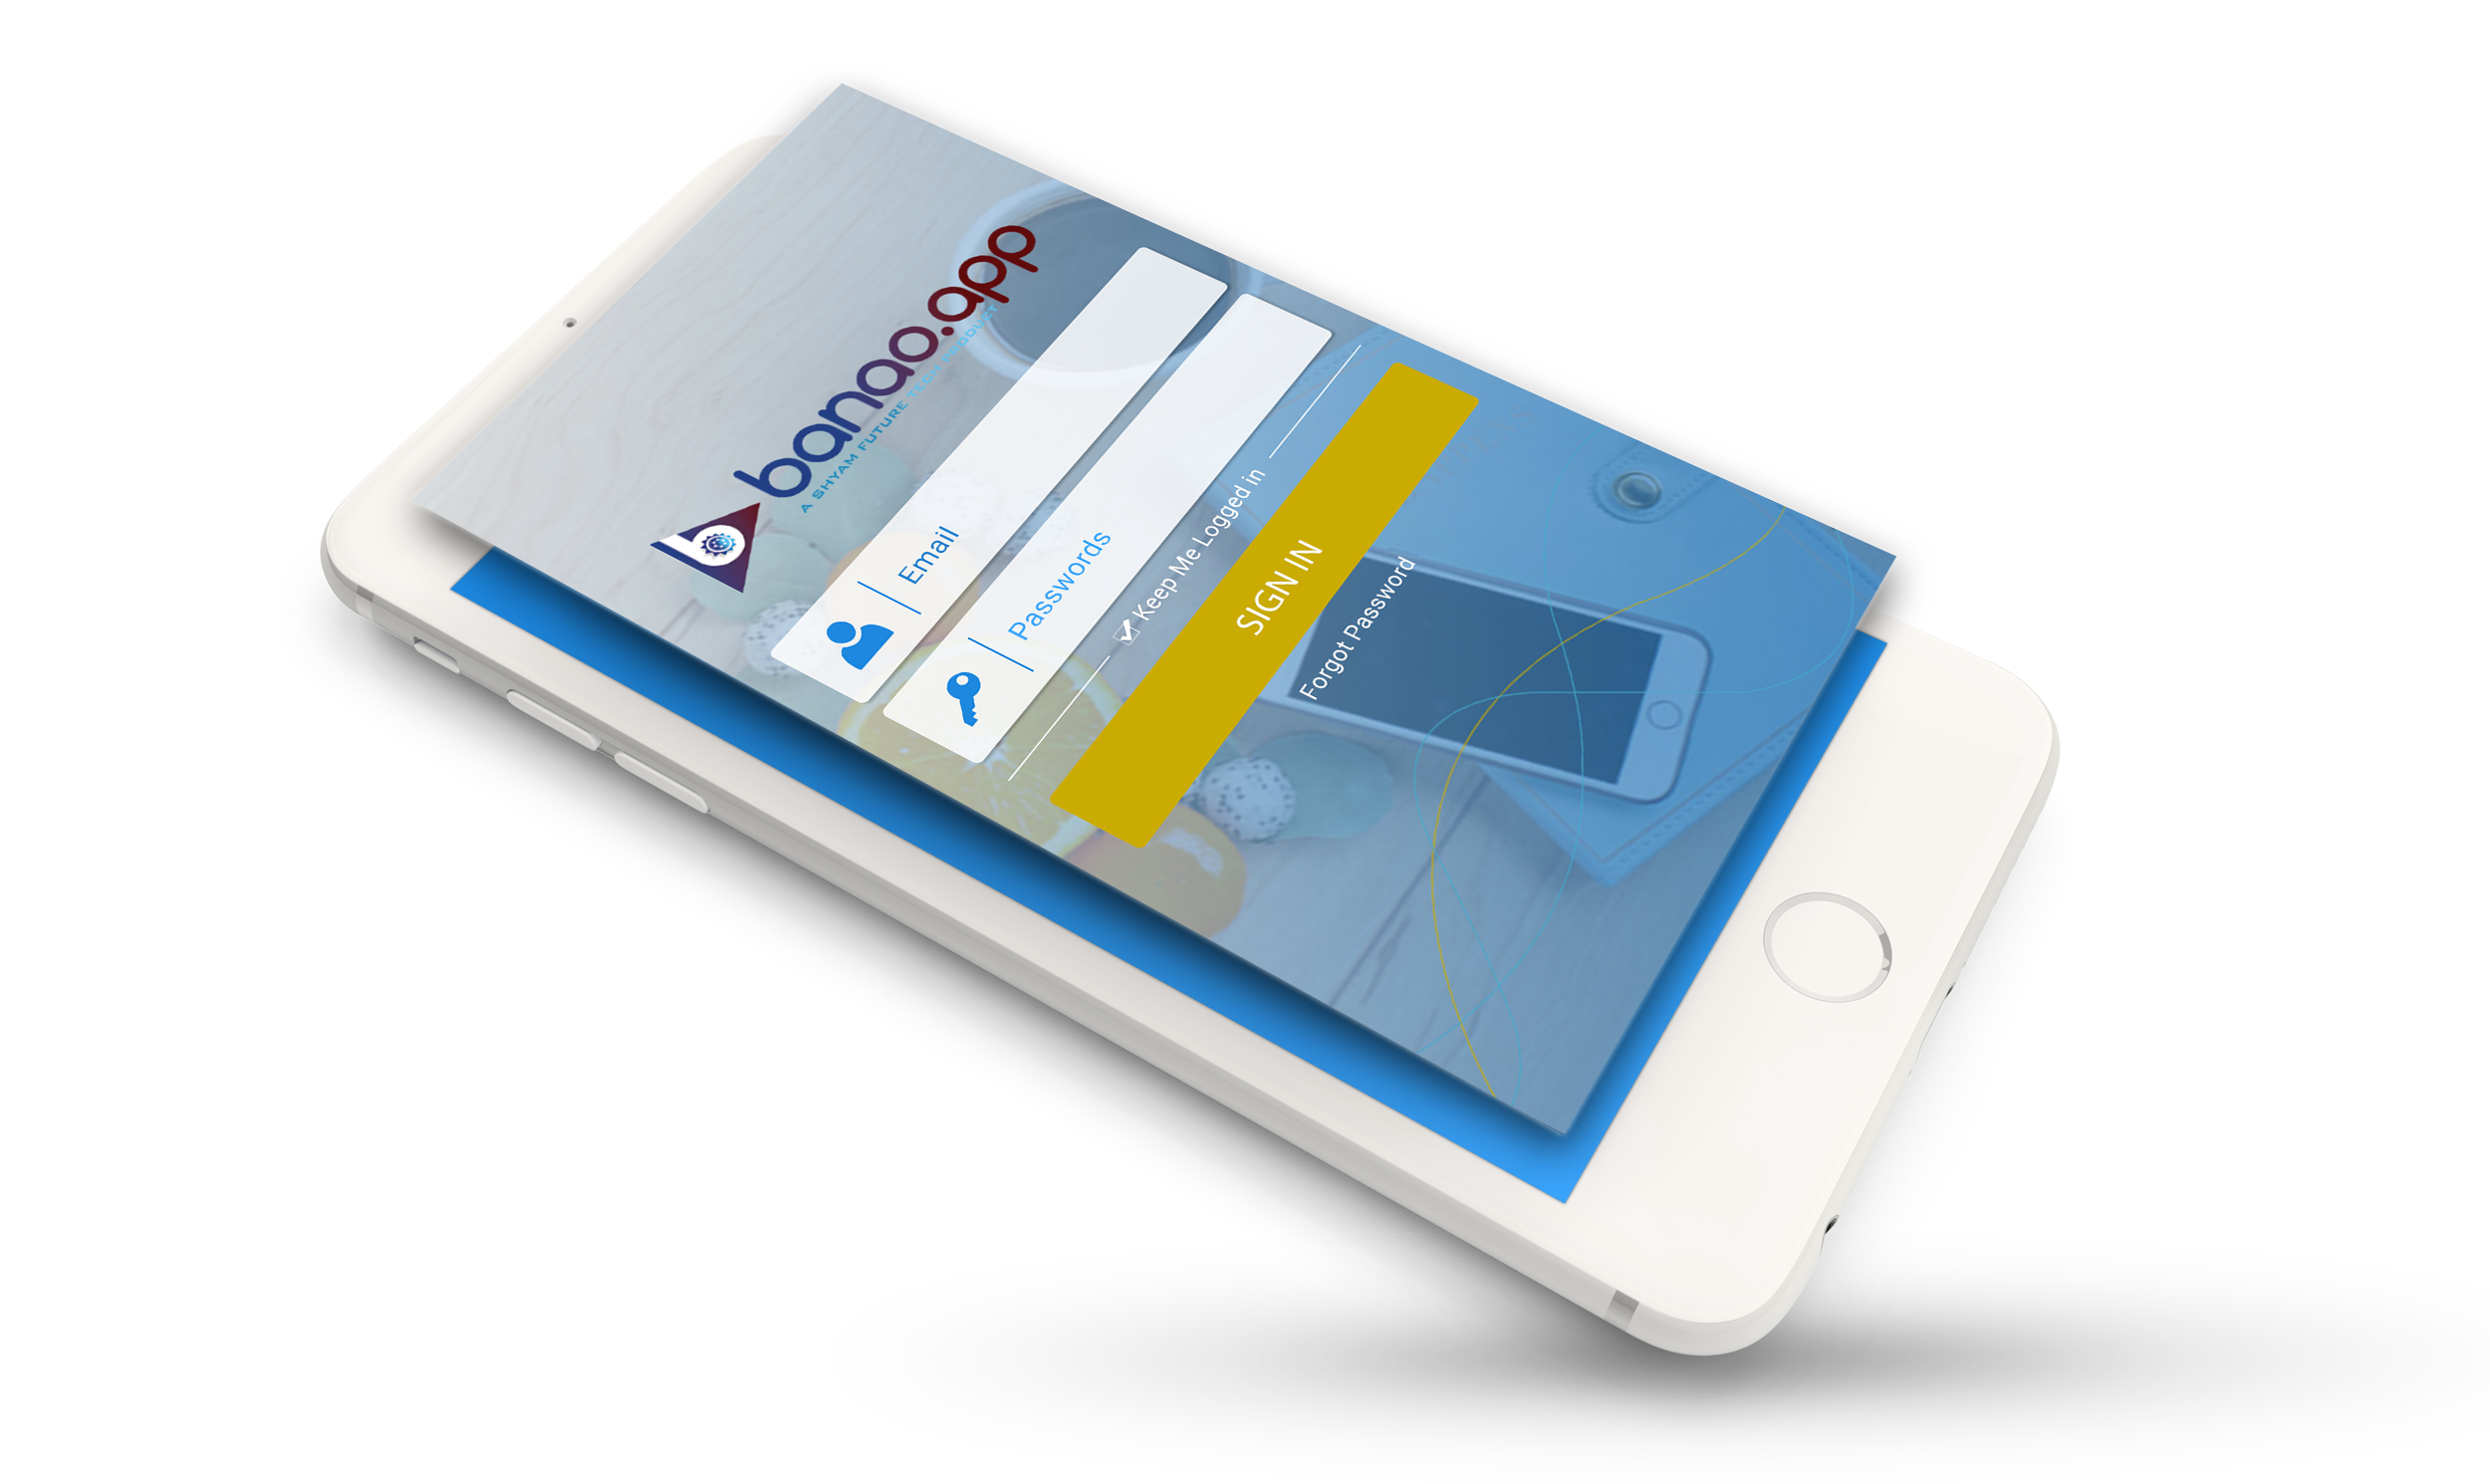 banao.app
A SHYAM FUTURE TECH PRODUCT
Email
Passwords
Keep Me Logged in
SIGN IN
Forgot Password